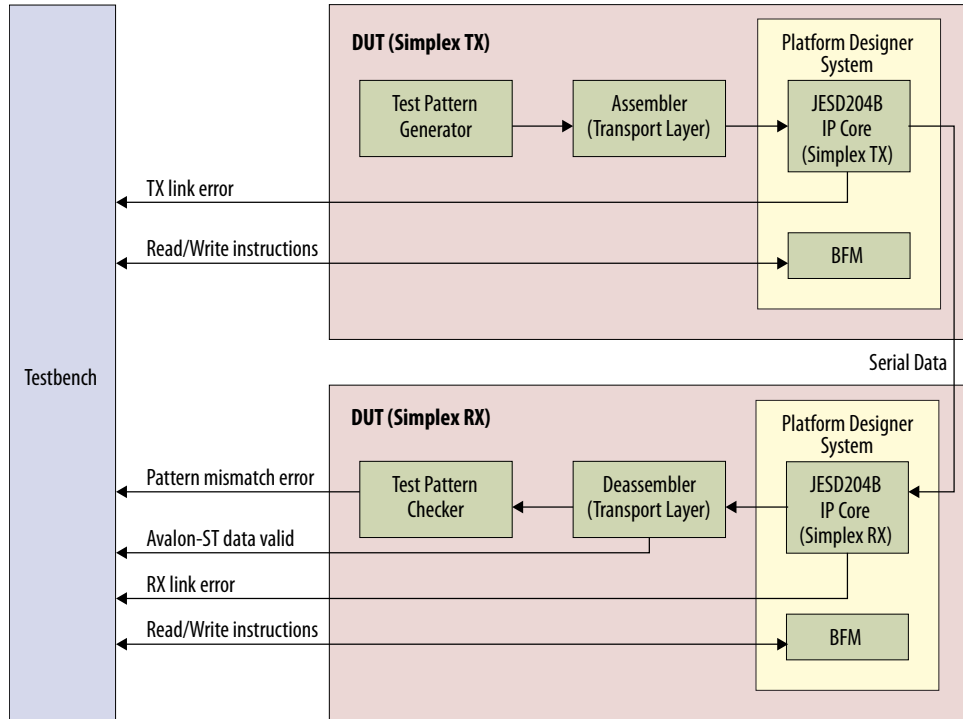 DUT (Simplex TX)
Platform Designer
System
Test Pattern
Generator
Assembler
(Transport Layer)
JESD204B
IP Core
(Simplex TX)
TX link error
Read/Write instructions
BFM
Serial Data
Testbench
DUT (Simplex RX)
Platform Designer
System
Pattern mismatch error
Test Pattern
Checker
Deassembler
(Transport Layer)
JESD204B
IP Core
(Simplex RX)
Avalon-ST data valid
RX link error
Read/Write instructions
BFM